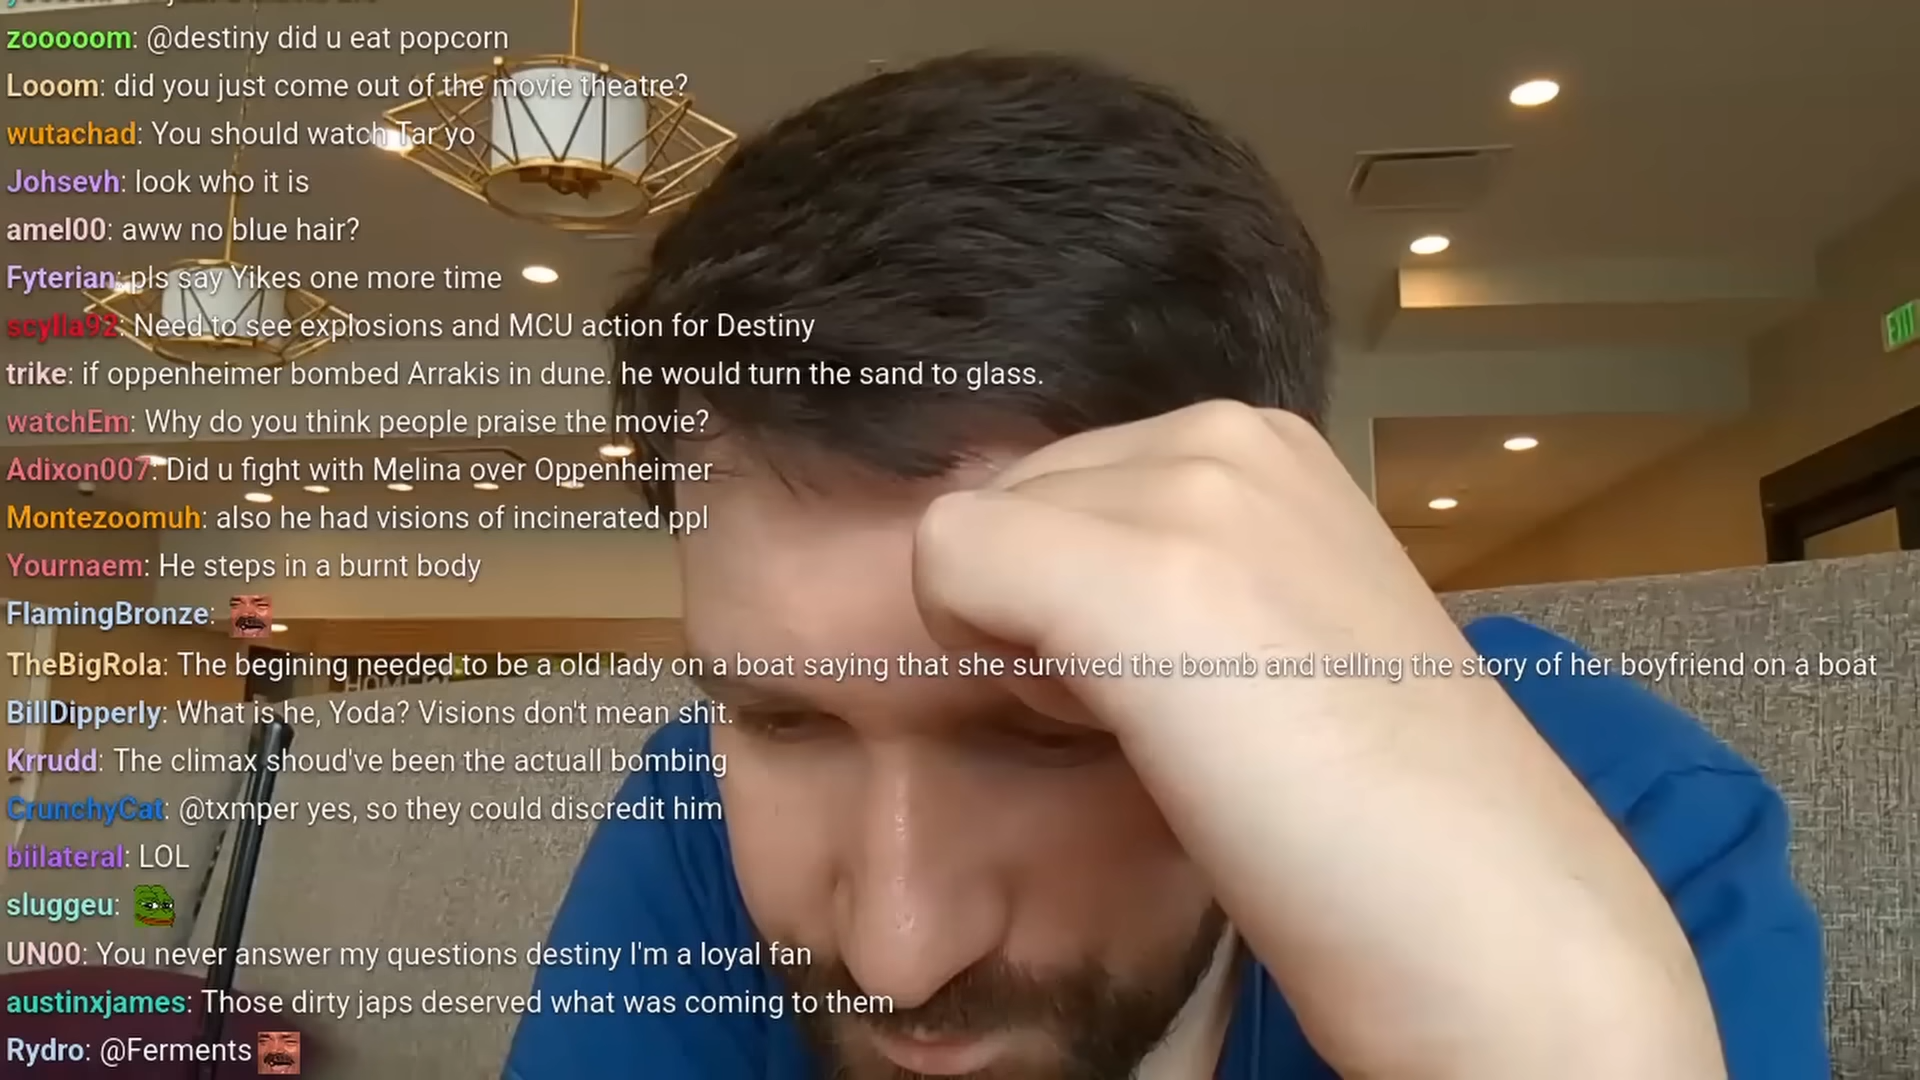 zooooom: @destiny did u eat popcorn
Looom: did you just come out of the movie theatre?
wutachad: You should watch Tar yo
Johsevh: look who it is
amel00: aww no blue hair?
Fyterian: pls say Yikes one more time
scylla92: Need to see explosions and MCU action for Destiny
trike: if oppenheimer bombed Arrakis in dune. he would turn the sand to glass.
EXIT
watchEm: Why do you think people praise the movie?
Adixon007: Did u fight with Melina over Oppenheimer
Montezoomuh: also he had visions of incinerated ppl
Yournaem: He steps in a burnt body
FlamingBronze:
TheBigRola: The begining needed to be a old lady on a boat saying that she survived the bomb and telling the story of her boyfriend on a boat
BillDipperly: What is he, Yoda? Visions don't mean shit.
Krrudd: The climax shoud've been the actuall bombing
CrunchyCat: @txmper yes, so they could discredit him
biilateral: LOL
sluggeu:
UN00: You never answer my questions destiny I'm a loyal fan
austinxjames: Those dirty japs deserved what was coming to them
Rydro: @Ferments